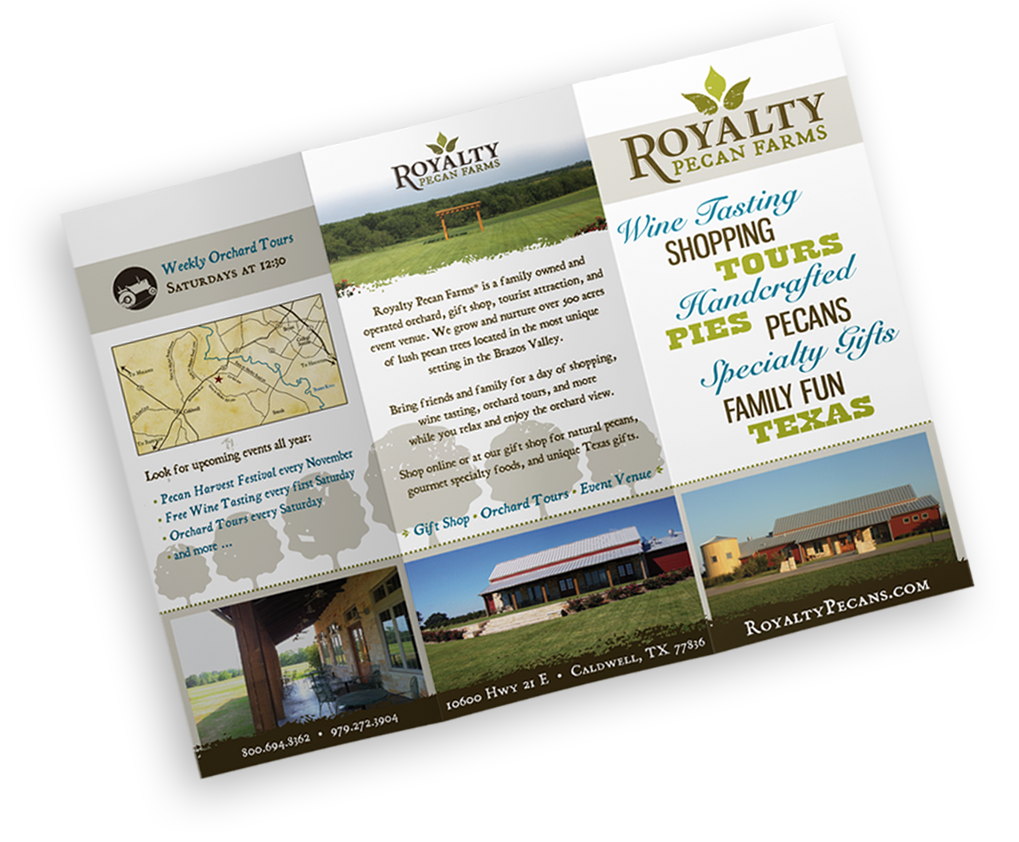 Weekly Orchard Tours
Saturdays at 12:30
Caldwell
Look for upcoming events all year:
• Pecan Harvest Festival every November
• Free Wine Tasting every first Saturday
• Orchard Tours every Saturday
• and more ...
800.694.8362 • 979.272.3904
ROYALTY
PECAN FARMS
Royalty Pecan Farms® is a family owned and
operated orchard, gift shop, tourist attraction, and
event venue. We grow and nurture over 500 acres
of lush pecan trees located in the most unique
setting in the Brazos Valley.
Bring friends and family for a day of shopping,
wine tasting, orchard tours, and more
while you relax and enjoy the orchard view.
Shop online or at our gift shop for natural pecans,
gourmet specialty foods, and unique Texas gifts.
Gift Shop • Orchard Tours • Event Venue
10600 Hwy 21 E • Caldwell, TX 77836
ROYALTY
PECAN FARMS
Wine Tasting
SHOPPING
TOURS
Handcrafted
PIES PECANS
Specialty Gifts
FAMILY FUN
TEXAS
RoyaltyPecans.com